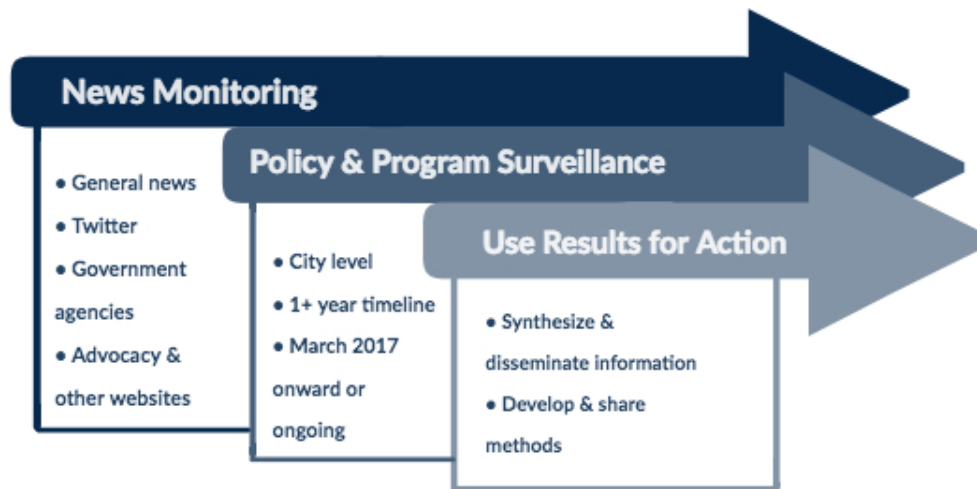 News Monitoring
• General news
• Twitter
• Government
agencies
• Advocacy &
other websites
Policy & Program Surveillance
• City level
• 1+ year timeline
• March 2017
onward or
ongoing
Use Results for Action
• Synthesize &
disseminate information
• Develop & share
methods